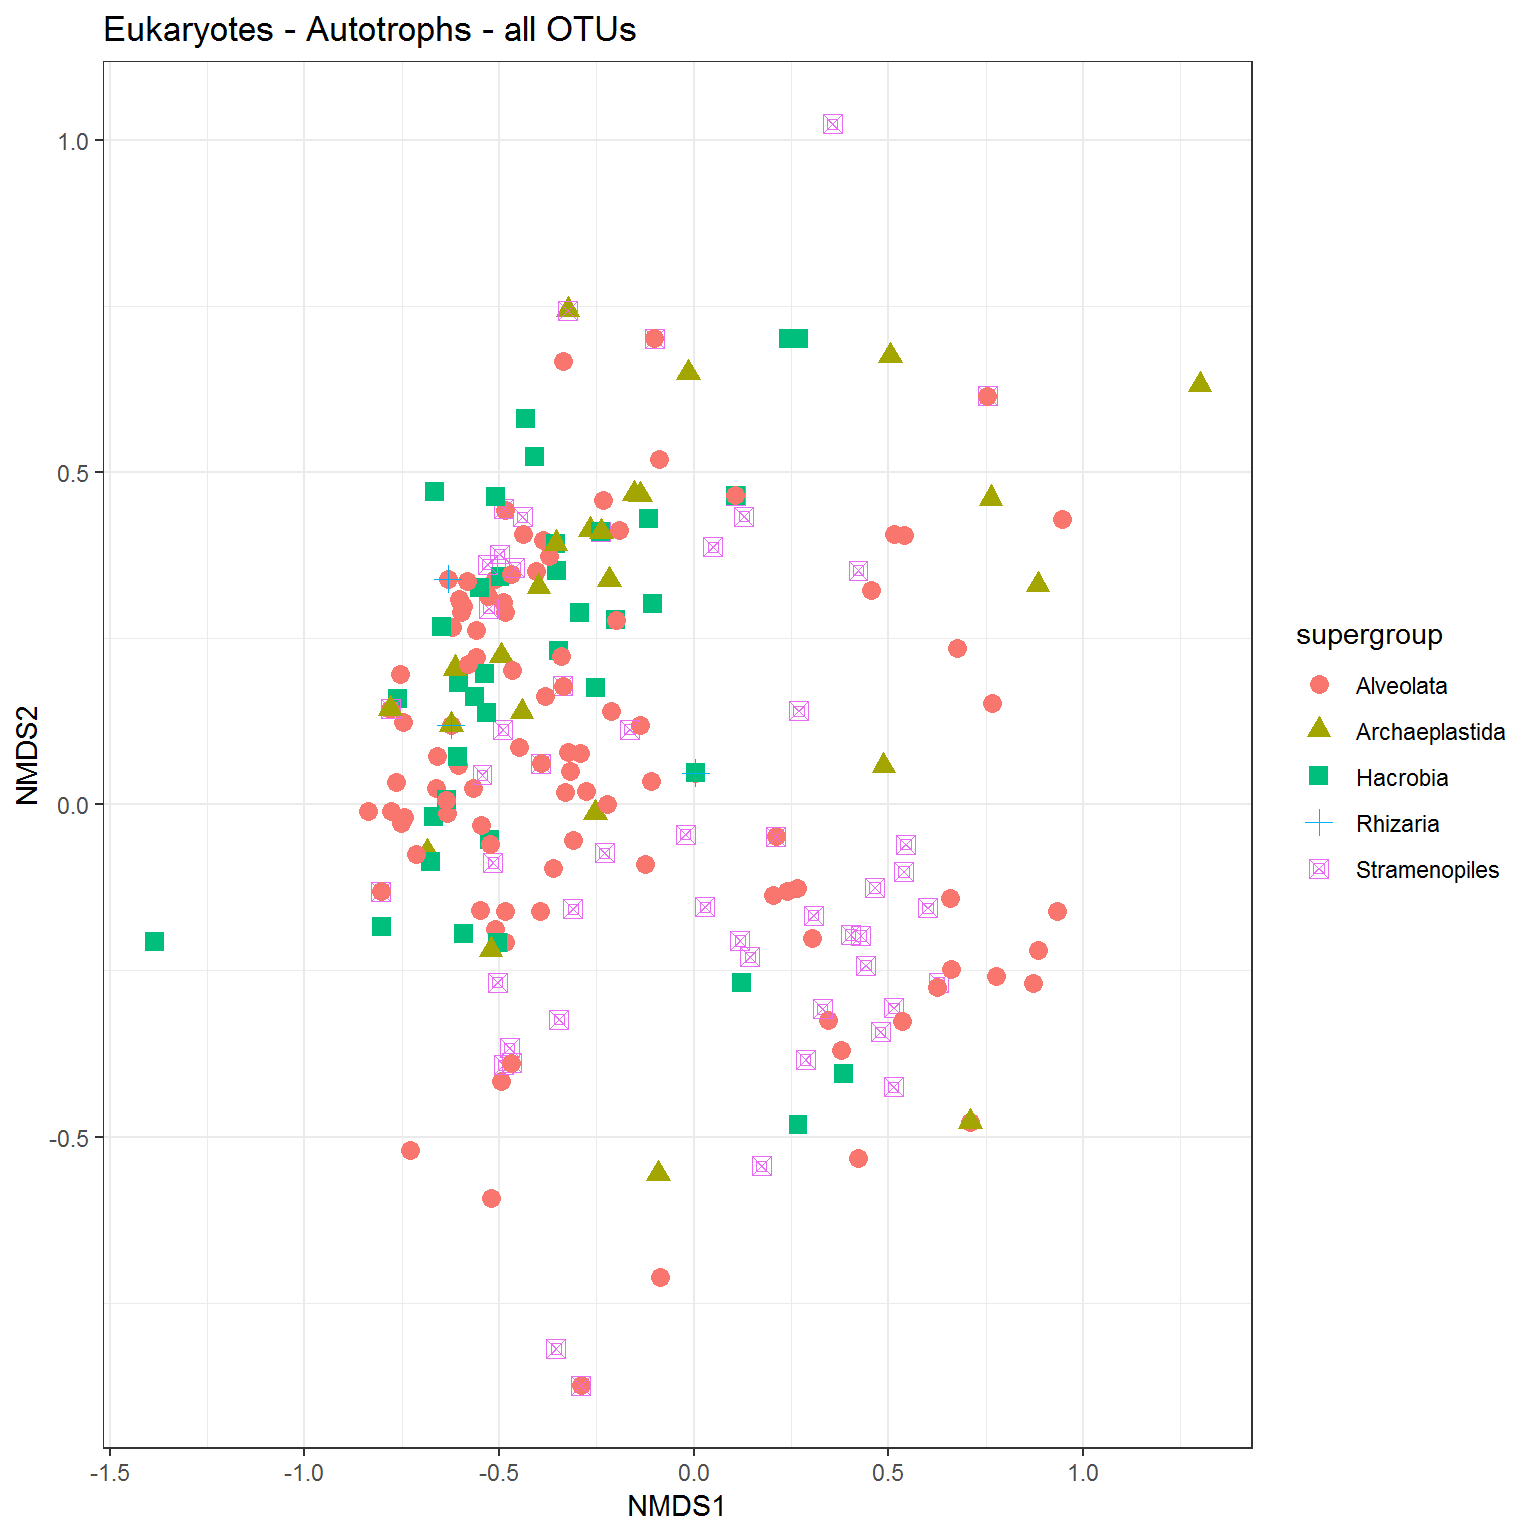 Eukaryotes - Autotrophs - all OTUs
1.0
0.5
0.0
-0.5
NMDS2
-1.5
-1.0
-0.5
0.0
0.5
1.0
NMDS1
supergroup
Alveolata
Archaeplastida
Hacrobia
Rhizaria
Stramenopiles